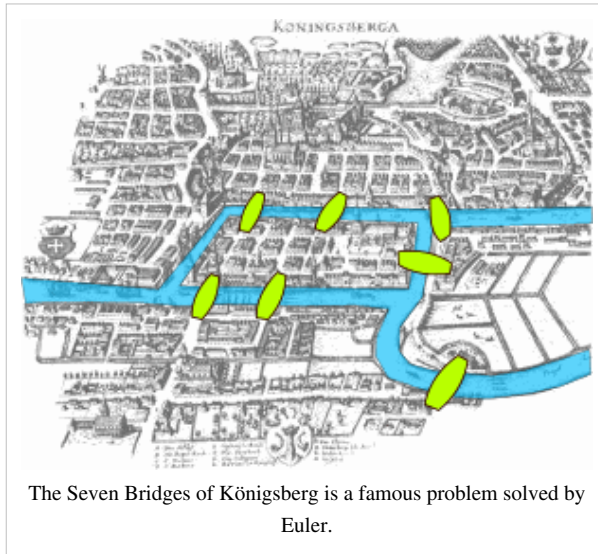 KONINGSBERGA
The Seven Bridges of Königsberg is a famous problem solved by
Euler.